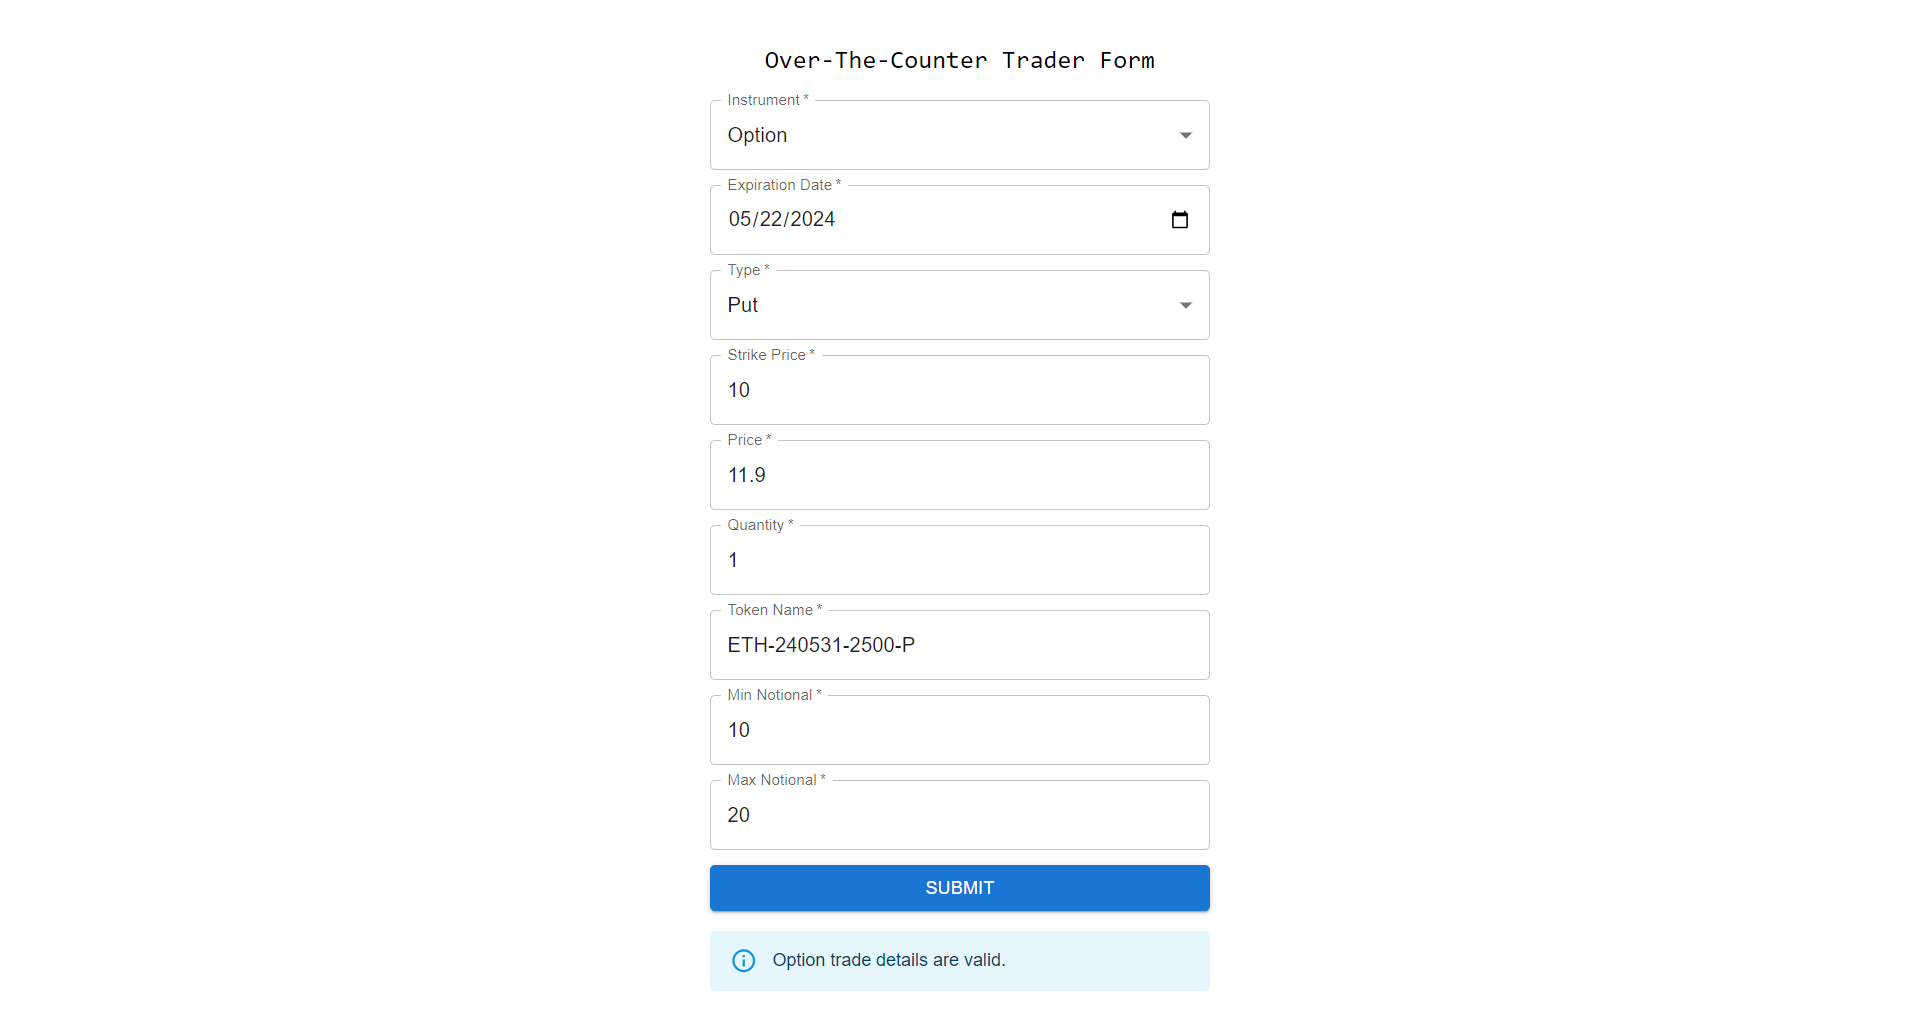 Over-The-Counter Trader Form
Instrument *
Option
Expiration Date *
05/22/2024
Type *
Put
Strike Price *
10
Price *
11.9
Quantity *
1
Token Name *
ETH-240531-2500-P
Min Notional *
10
Max Notional *
20
SUBMIT
Option trade details are valid.